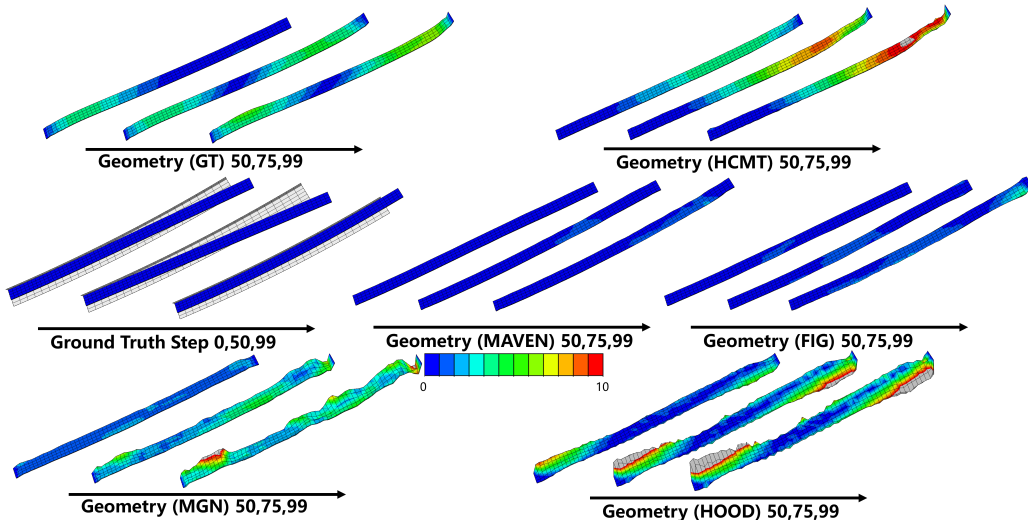 Geometry (GT) 50,75,99
Geometry (HCMT) 50,75,99
Ground Truth Step 0,50,99
Geometry (MAVEN) 50,75,99
Geometry (FIG) 50,75,99
0
10
Geometry (MGN) 50,75,99
Geometry (HOOD) 50,75,99